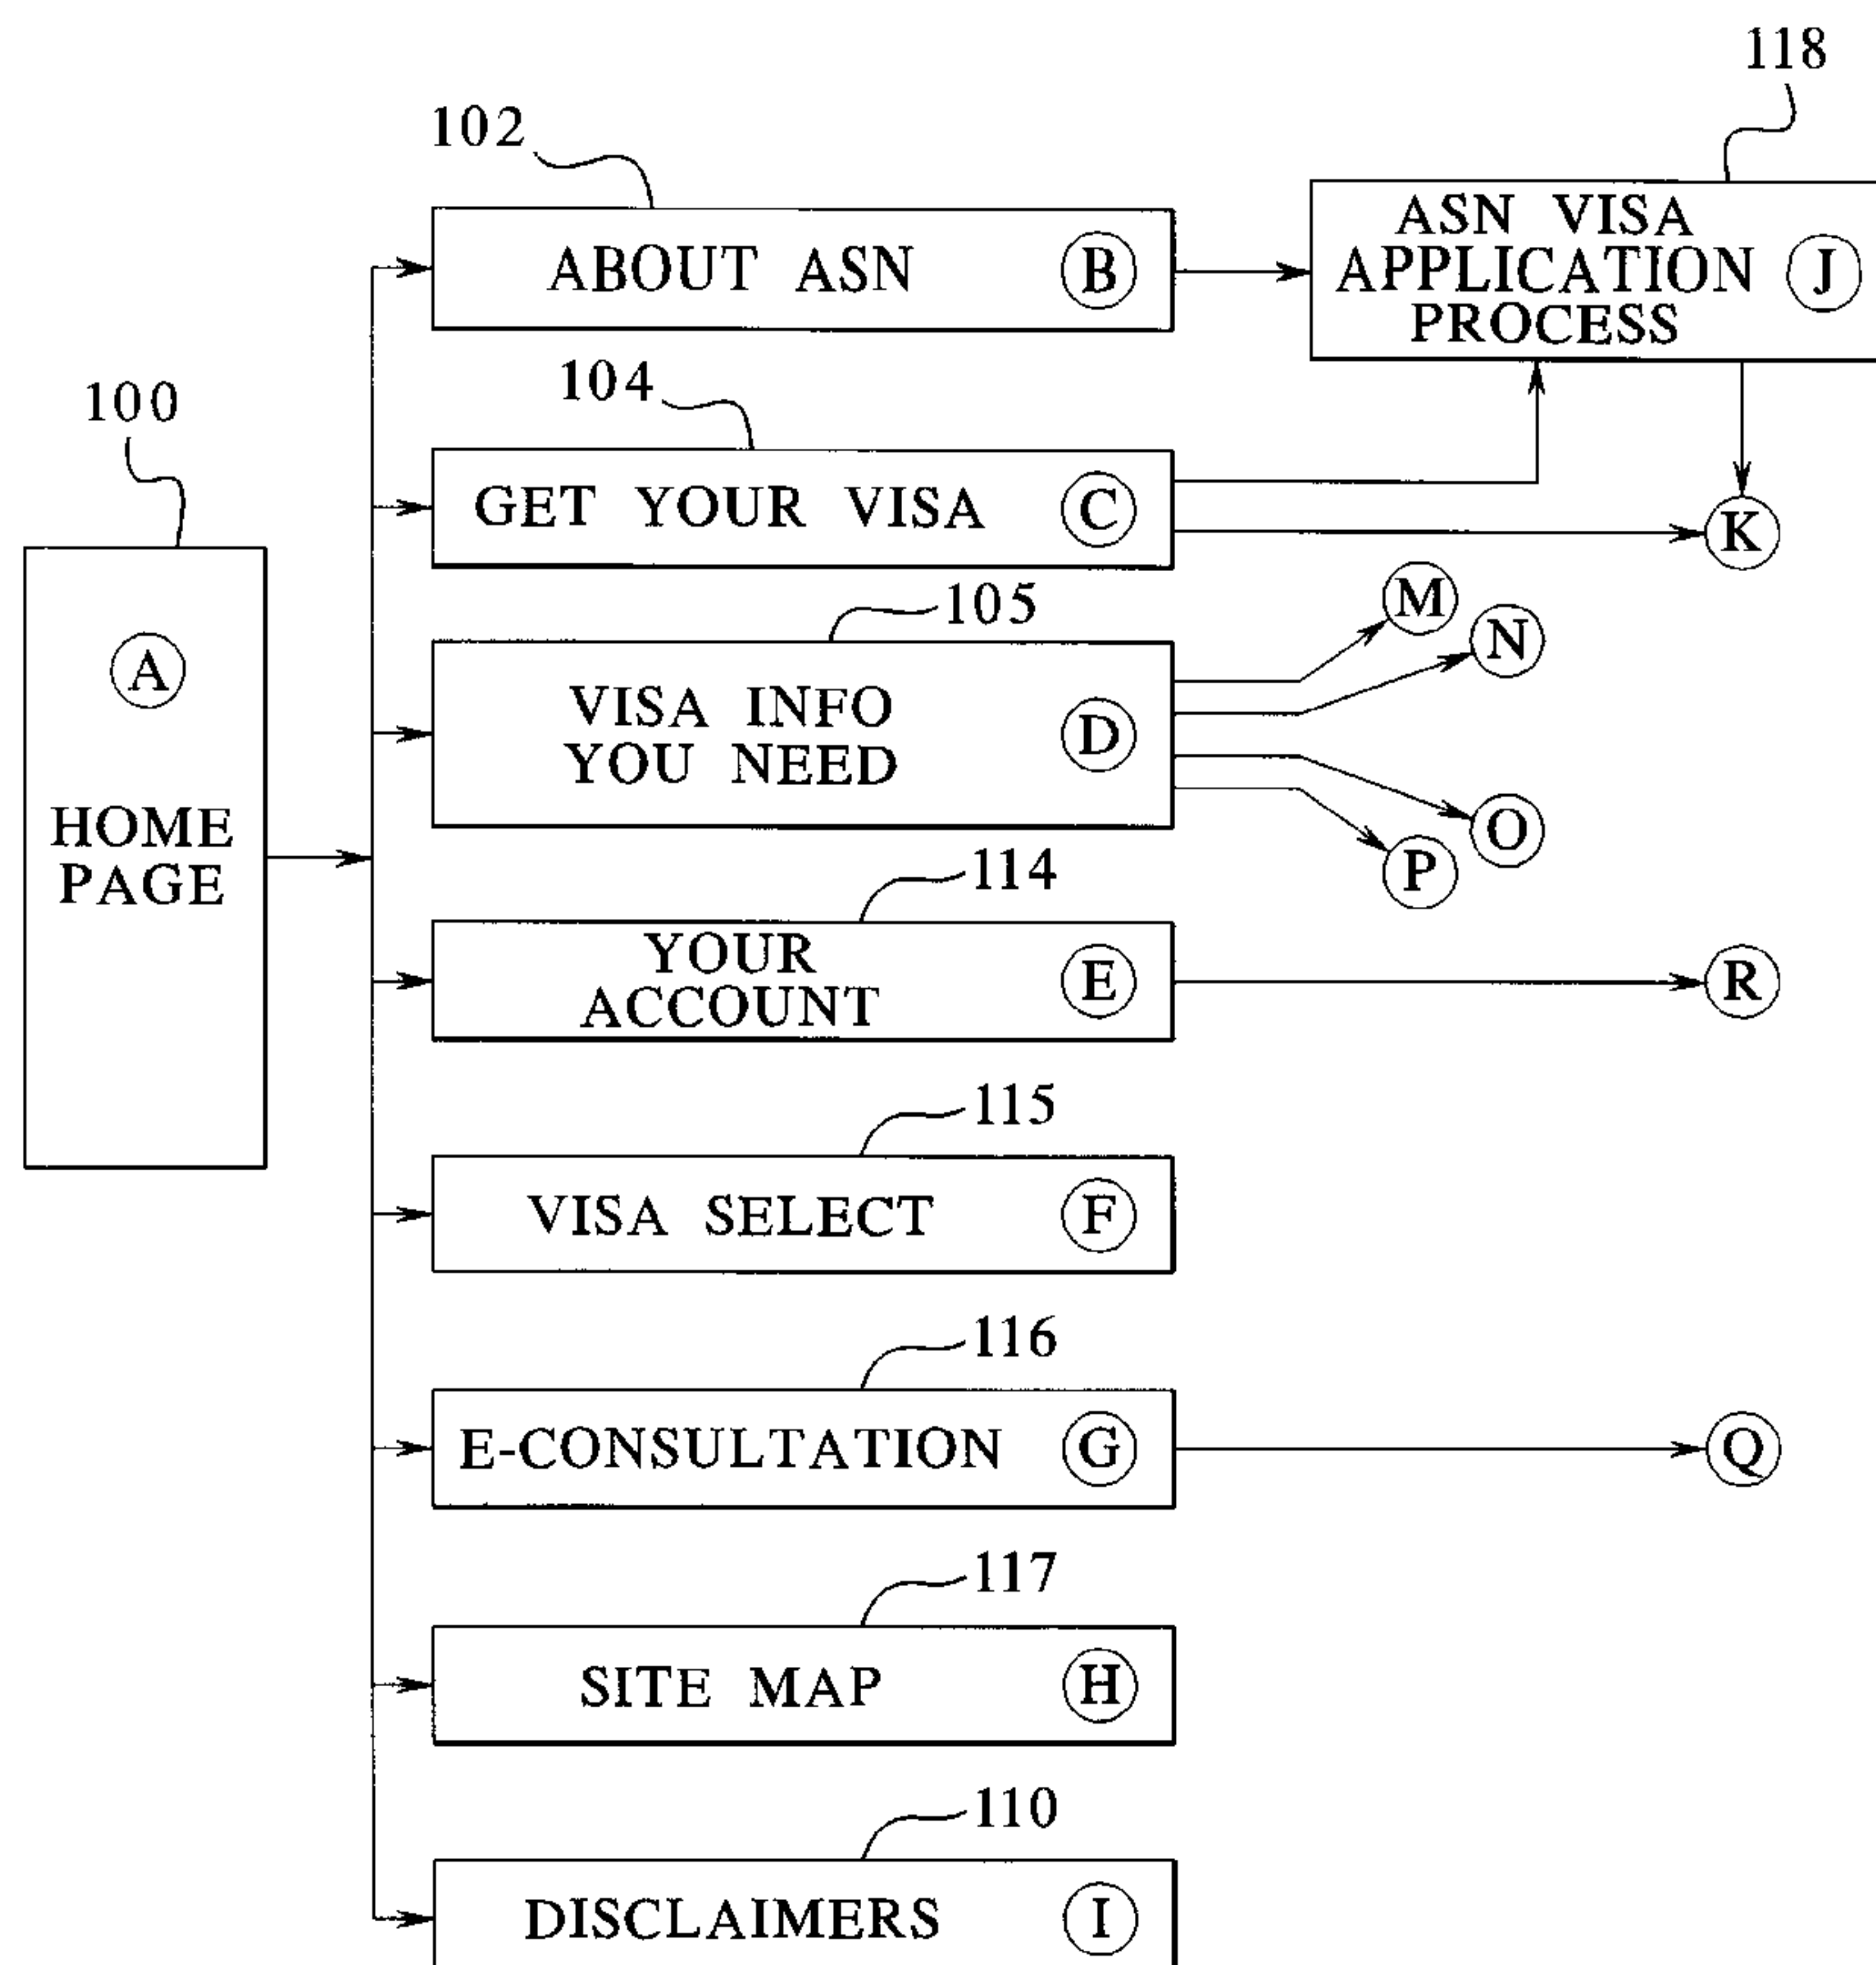 118
102
ASN VISA
APPLICATION J
PROCESS
ABOUT ASN B
104
100
GET YOUR VISA C
K
105
M
N
A
VISA INFO
YOU NEED D
HOME
PAGE
O
P
114
YOUR
ACCOUNT E
R
115
VISA SELECT F
116
E-CONSULTATION G
Q
117
SITE MAP H
110
DISCLAIMERS I